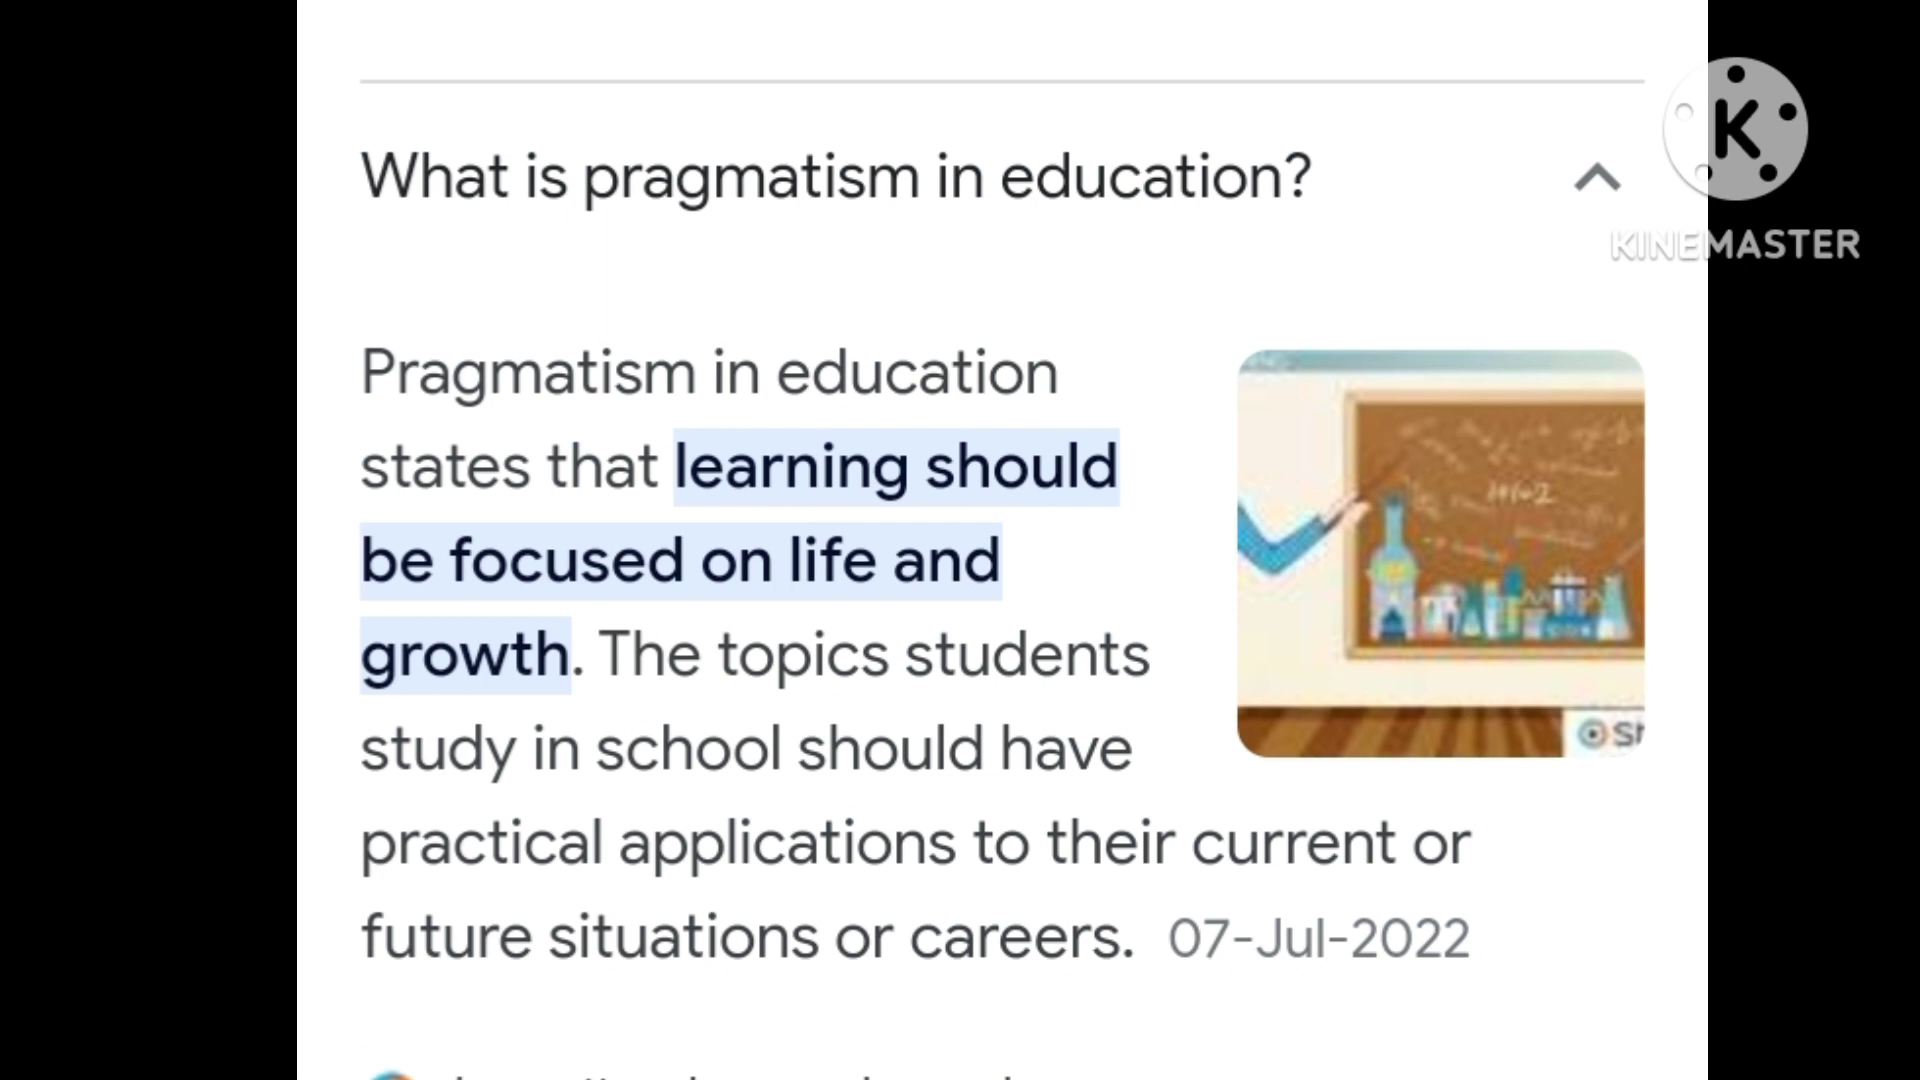 What is pragmatism in education?
KINEMASTER
Pragmatism in education
states that learning should
be focused on life and
growth. The topics students
study in school should have
practical applications to their current or
future situations or careers. 07-Jul-2022